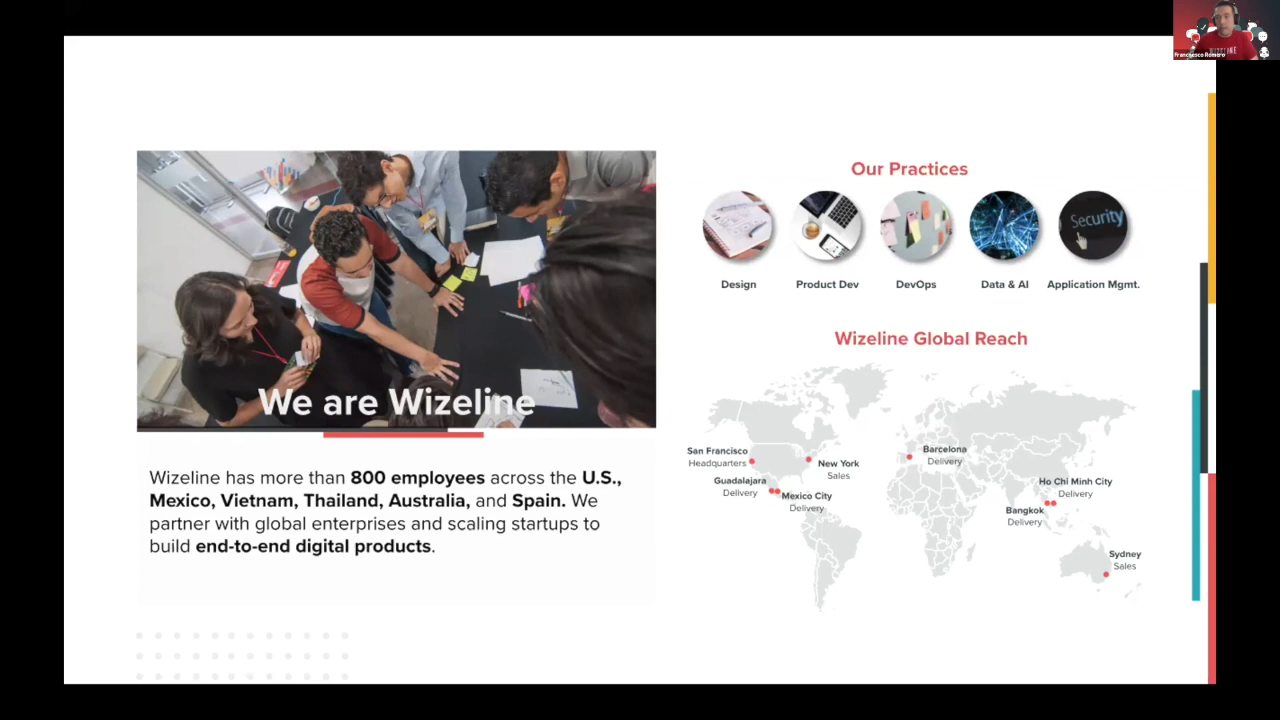 We are Wizeline
Wizeline has more than 800 employees across the U.S.,
Mexico, Vietnam, Thailand, Australia, and Spain. We
partner with global enterprises and scaling startups to
build end-to-end digital products.
Our Practices
Security
Design
Product Dev
DevOps
Data & AI
Application Mgmt.
Wizeline Global Reach
San Francisco
Headquarters
New York
Sales
Guadalajara
Delivery
Mexico City
Delivery
Barcelona
Delivery
Ho Chi Minh City
Delivery
Bangkok
Delivery
Sydney
Sales